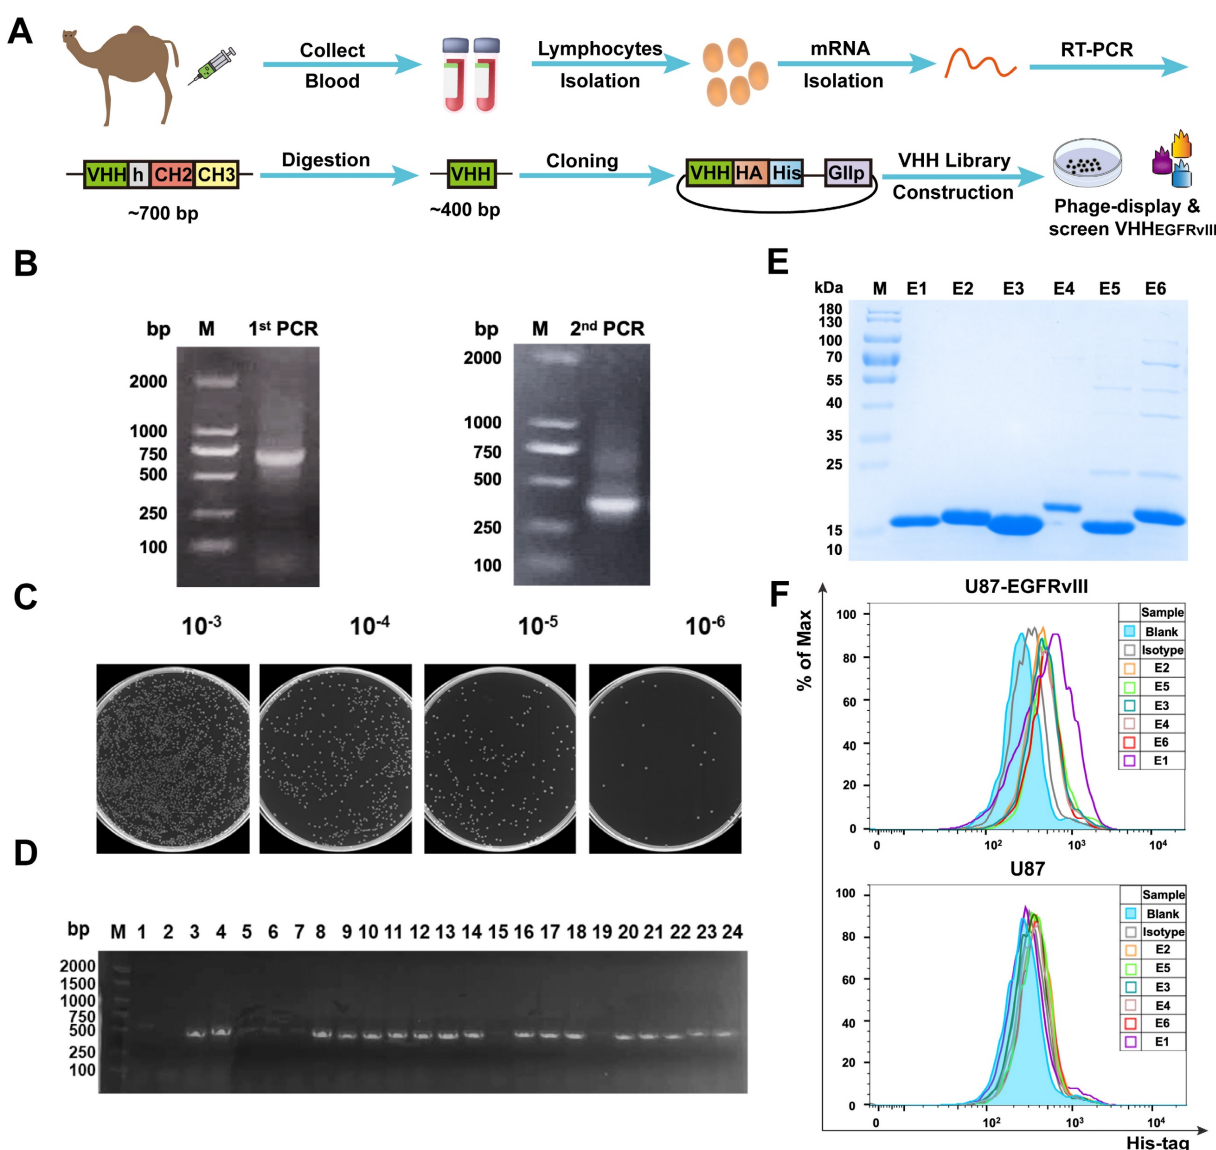 A
Collect
Blood
Lymphocytes
Isolation
mRNA
Isolation
RT-PCR
VHH h CH2 CH3
~700 bp
Digestion
VHH
~400 bp
Cloning
VHH HA His GIIp
VHH Library
Construction
Phage-display &
screen VHHEGFRvIII
B
bp M 1st PCR
2000
1000
750
500
250
100
bp M 2nd PCR
2000
1000
750
500
250
100
C
10-3 10-4 10-5 10-6
D
bp M 1 2 3 4 5 6 7 8 9 10 11 12 13 14 15 16 17 18 19 20 21 22 23 24
2000
1500
1000
750
500
250
100
E
kDa M E1 E2 E3 E4 E5 E6
180
130
100
70
55
40
35
25
15
10
F
% of Max
U87-EGFRvIII
100
80
60
40
20
0
0 102 103 104
Sample
Blank
Isotype
E2
E5
E3
E4
E6
E1
U87
100
80
60
40
20
0
0 102 103 104
Sample
Blank
Isotype
E2
E5
E3
E4
E6
E1
His-tag